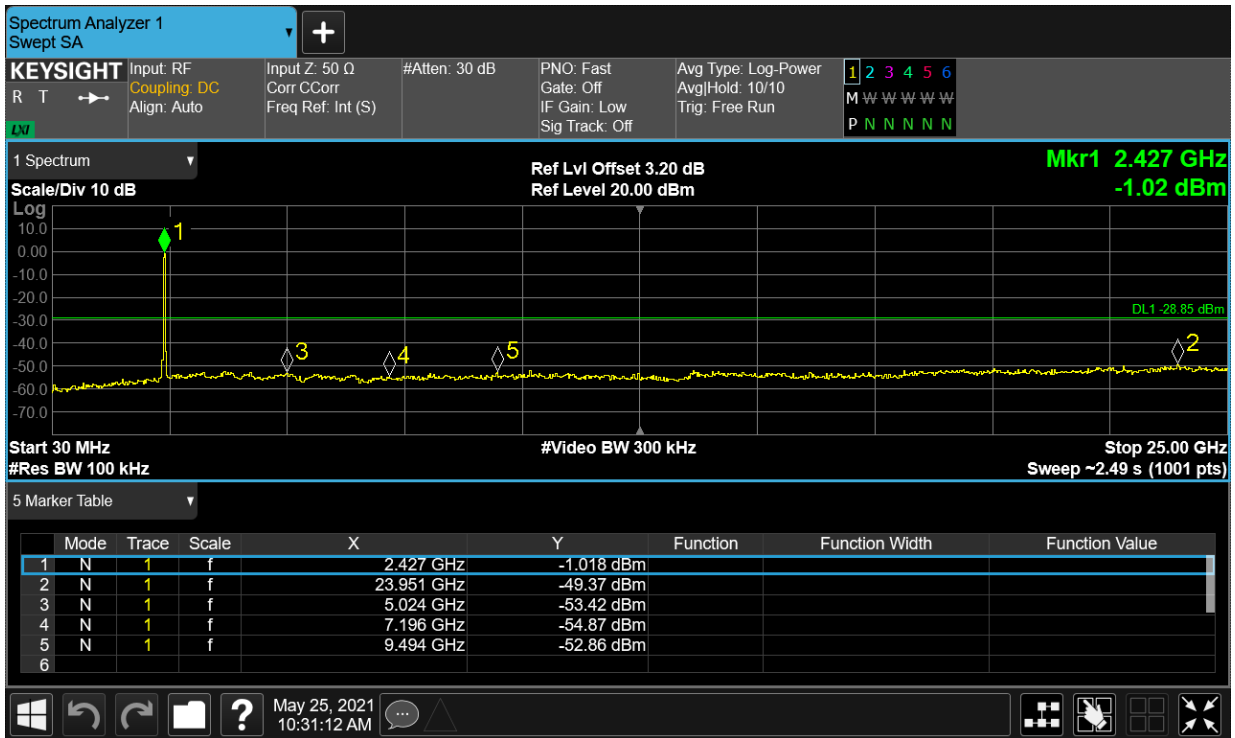 Spectrum Analyzer 1
Swept SA
KEYSIGHT
R T
LXI
Input: RF
Coupling: DC
Align: Auto
Input Z: 50 Ω
Corr CCorr
Freq Ref: Int (S)
#Atten: 30 dB
PNO: Fast
Gate: Off
IF Gain: Low
Sig Track: Off
Avg Type: Log-Power
Avg|Hold: 10/10
Trig: Free Run
1 2 3 4 5 6
M W W W W W
P N N N N N
1 Spectrum
Scale/Div 10 dB
Ref Lvl Offset 3.20 dB
Ref Level 20.00 dBm
Mkr1 2.427 GHz
-1.02 dBm
Log
10.0
0.00
-10.0
-20.0
-30.0
-40.0
-50.0
-60.0
-70.0
1
3
4
5
2
DL1 -28.85 dBm
Start 30 MHz
#Res BW 100 kHz
#Video BW 300 kHz
Stop 25.00 GHz
Sweep ~2.49 s (1001 pts)
5 Marker Table
Mode Trace Scale X Y Function Function Width Function Value
1 N 1 f 2.427 GHz -1.018 dBm
2 N 1 f 23.951 GHz -49.37 dBm
3 N 1 f 5.024 GHz -53.42 dBm
4 N 1 f 7.196 GHz -54.87 dBm
5 N 1 f 9.494 GHz -52.86 dBm
6
?
May 25, 2021
10:31:12 AM